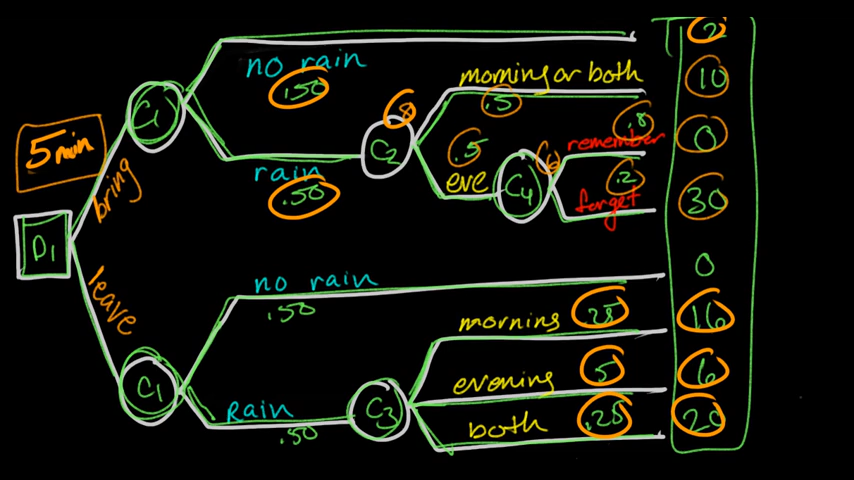 T
2
no rain
.50
morning or both
.5
10
C1
8
C2
.8
remember
0
5 min
.5
6
rain
.50
eve
C4
.2
forget
30
bring
D1
leave
no rain
.50
0
morning
.25
16
C1
evening
.5
6
Rain
.50
C3
both
.25
20